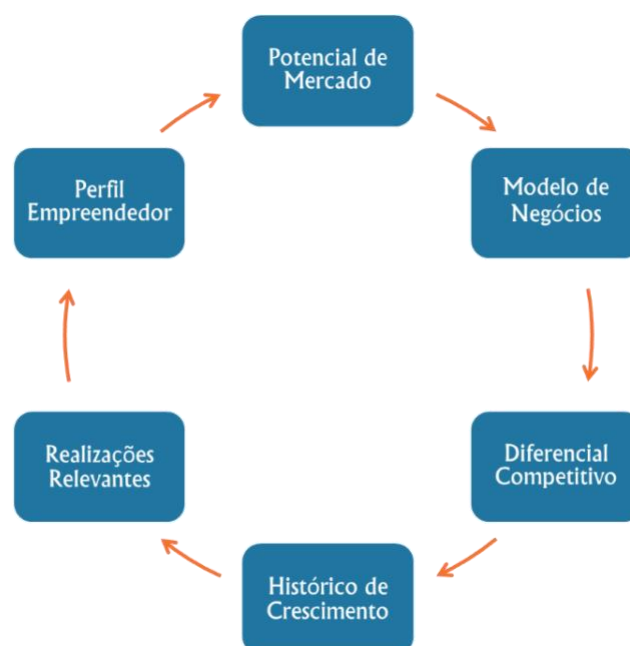 Potencial de
Mercado
Modelo de
Negócios
Diferencial
Competitivo
Histórico de
Crescimento
Realizações
Relevantes
Perfil
Empreendedor